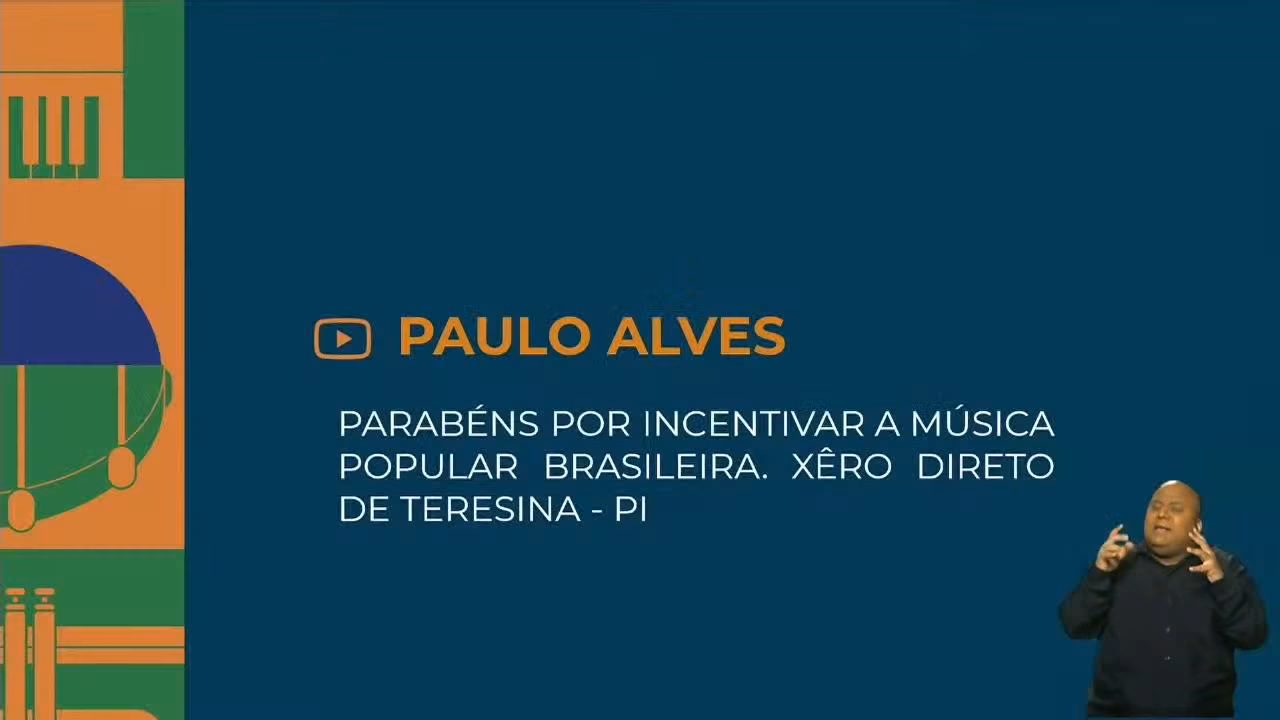 PAULO ALVES
PARABÉNS POR INCENTIVAR A MÚSICA
POPULAR BRASILEIRA. XÊRO DIRETO
DE TERESINA - PI